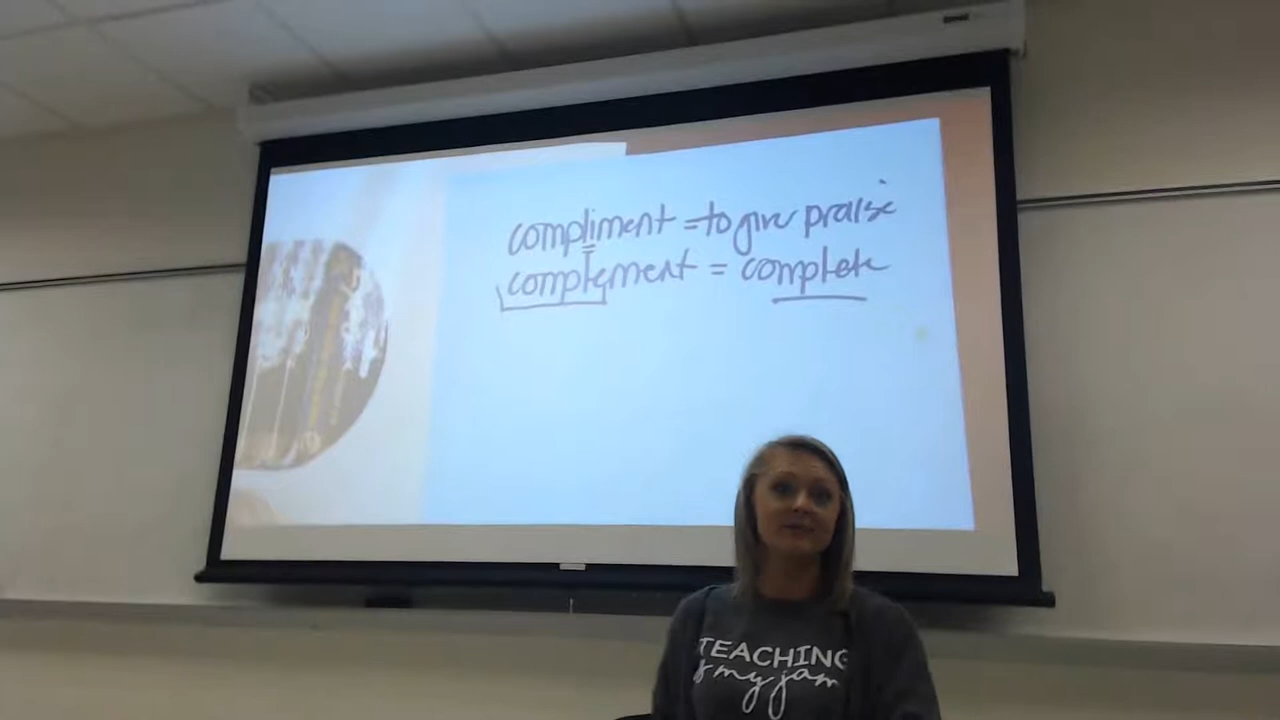 compliment = to give praise
complement = complete
TEACHING
is my jam